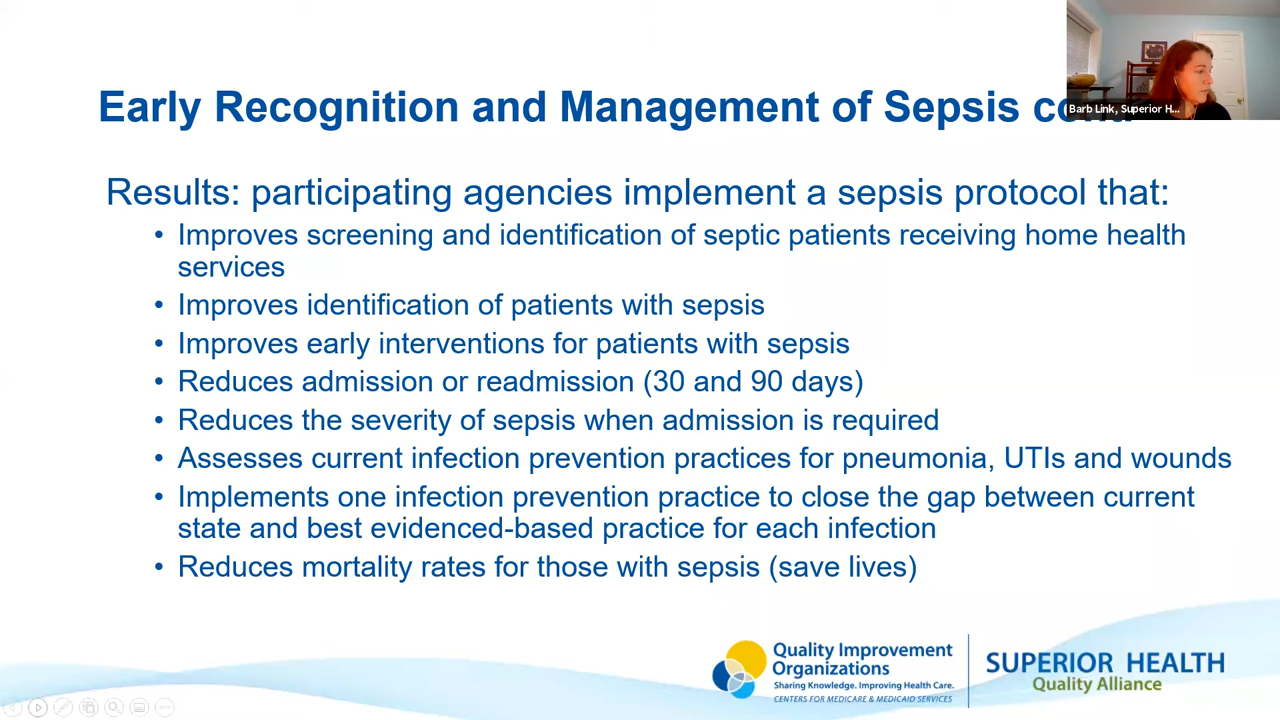 Early Recognition and Management of Sepsis
Barb Link, Superior H...
Results: participating agencies implement a sepsis protocol that:
• Improves screening and identification of septic patients receiving home health
services
• Improves identification of patients with sepsis
• Improves early interventions for patients with sepsis
• Reduces admission or readmission (30 and 90 days)
• Reduces the severity of sepsis when admission is required
• Assesses current infection prevention practices for pneumonia, UTIs and wounds
• Implements one infection prevention practice to close the gap between current
state and best evidenced-based practice for each infection
• Reduces mortality rates for those with sepsis (save lives)
Quality Improvement
Organizations
Sharing Knowledge. Improving Health Care.
CENTERS FOR MEDICARE & MEDICAID SERVICES
SUPERIOR HEALTH
Quality Alliance